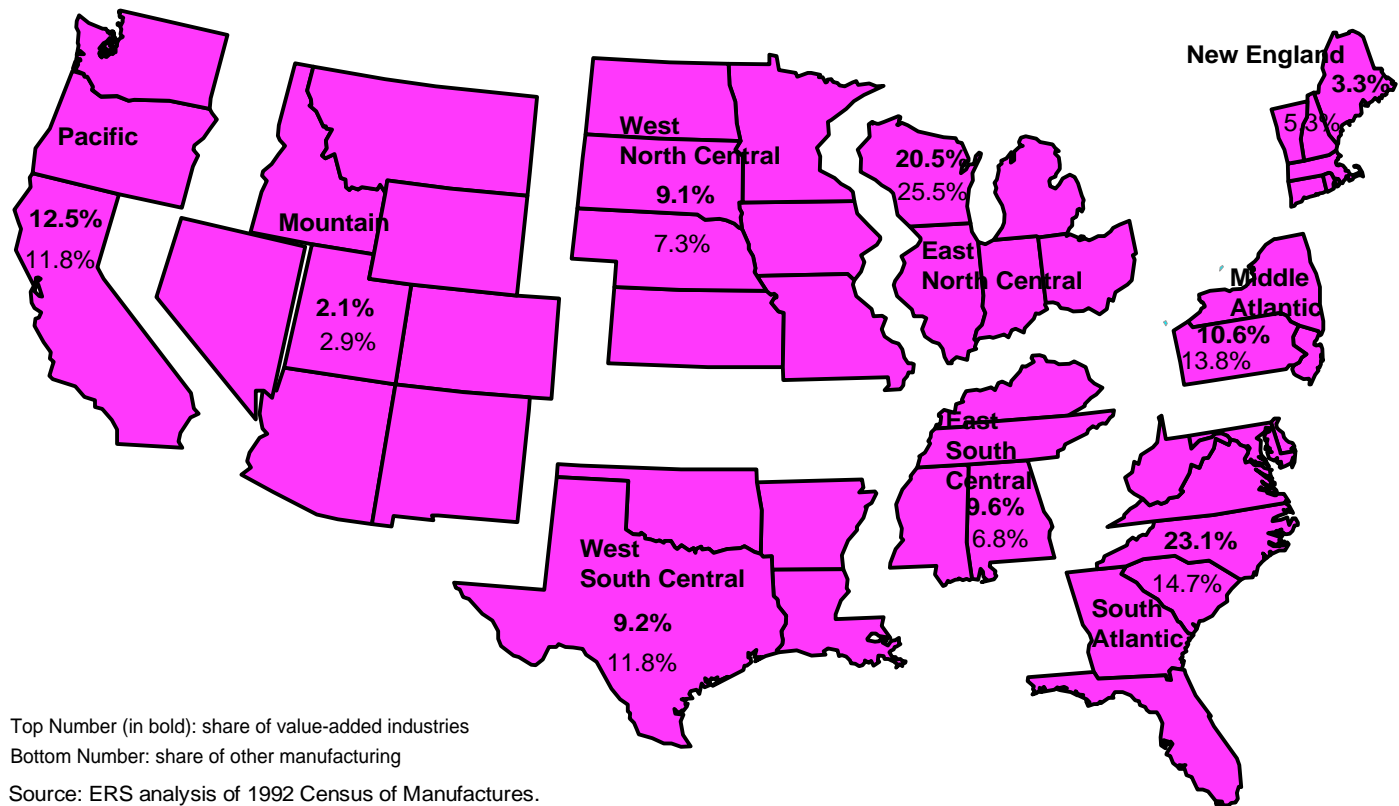 Pacific
12.5%
11.8%
Mountain
2.1%
2.9%
West
North Central
9.1%
7.3%
20.5%
25.5%
East
North Central
New England
3.3%
5.3%
Middle
Atlantic
10.6%
13.8%
East
South
Central
9.6%
6.8%
West
South Central
9.2%
11.8%
23.1%
14.7%
South
Atlantic
Top Number (in bold): share of value-added industries
Bottom Number: share of other manufacturing
Source: ERS analysis of 1992 Census of Manufactures.